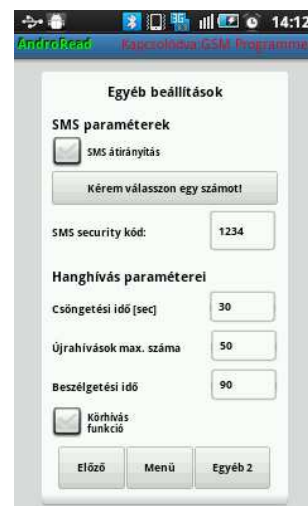 14:12
AndroRead
Kapcsolódva GSM Programme
Egyéb beállítások
SMS paraméterek
SMS átirányítás
Kérem válasszon egy számot!
SMS security kód:
1234
Hanghívás paraméterei
Csöngetési idő [sec]
30
Újrahívások max. száma
50
Beszélgetési idő
90
Körhívás
funkció
Előző
Menü
Egyéb 2